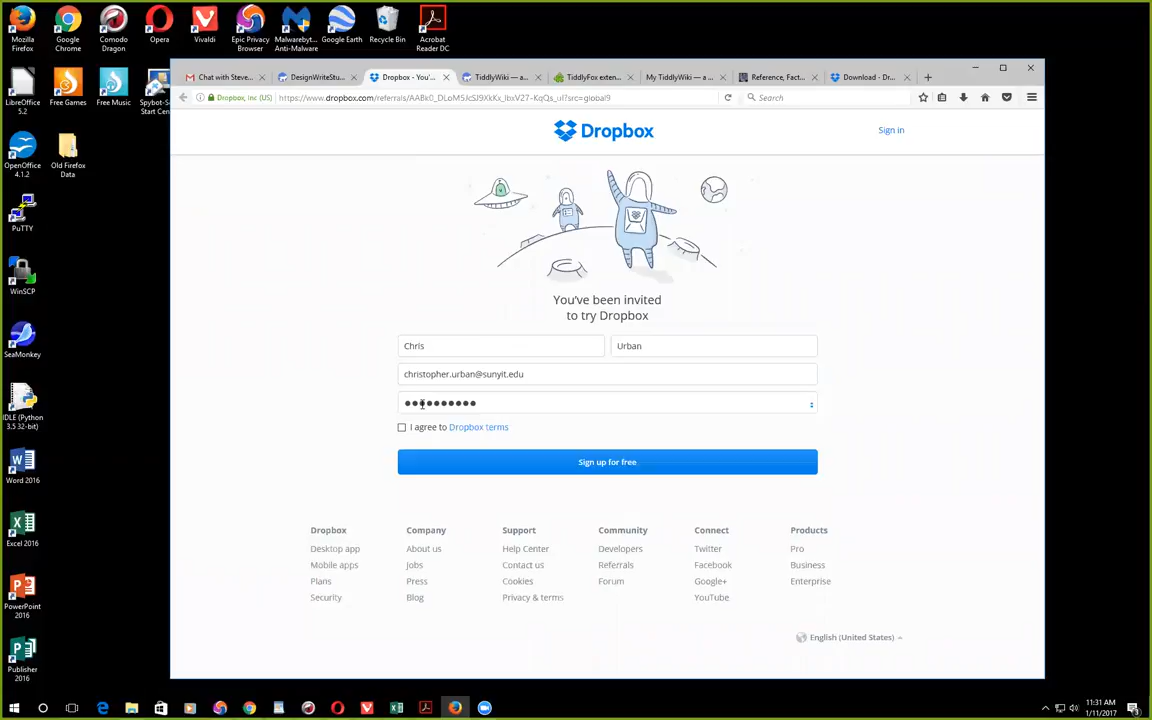 Mozilla Firefox
Google Chrome
Comodo Dragon
Opera
Vivaldi
Epic Privacy Browser
Malwareby... Anti-Malware
Google Earth
Recycle Bin
Acrobat Reader DC
LibreOffice 5.2
Free Games
Free Music
Spybot-S Start Cen
OpenOffice 4.1.2
Old Firefox Data
PuTTY
WinSCP
SeaMonkey
IDLE (Python 3.5 32-bit)
Word 2016
Excel 2016
PowerPoint 2016
Publisher 2016
Chat with Steve...
DesignWriteStu...
Dropbox - You'...
TiddlyWiki — a...
TiddlyFox exten...
My TiddlyWiki — a...
Reference, Fact...
Download - Dr...
Dropbox, Inc (US)
Search
Dropbox
Sign in
You've been invited
to try Dropbox
Chris
Urban
christopher.urban@sunyit.edu
I agree to Dropbox terms
Sign up for free
Dropbox
Desktop app
Mobile apps
Plans
Security
Company
About us
Jobs
Press
Blog
Support
Help Center
Contact us
Cookies
Privacy & terms
Community
Developers
Referrals
Forum
Connect
Twitter
Facebook
Google+
YouTube
Products
Pro
Business
Enterprise
English (United States)
11:31 AM
1/11/2017